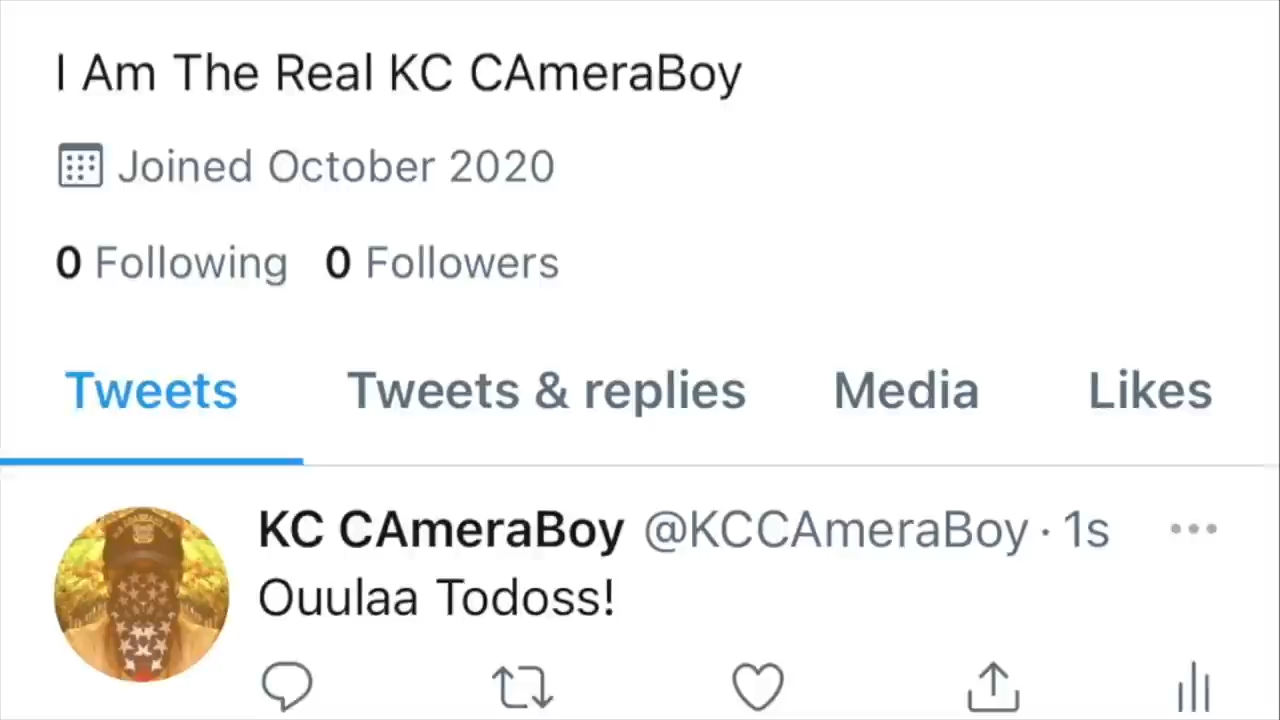 I Am The Real KC CAmeraBoy
Joined October 2020
0 Following 0 Followers
Tweets Tweets & replies Media Likes
KC CAmeraBoy @KCCAmeraBoy · 1s
Ouulaa Todoss!